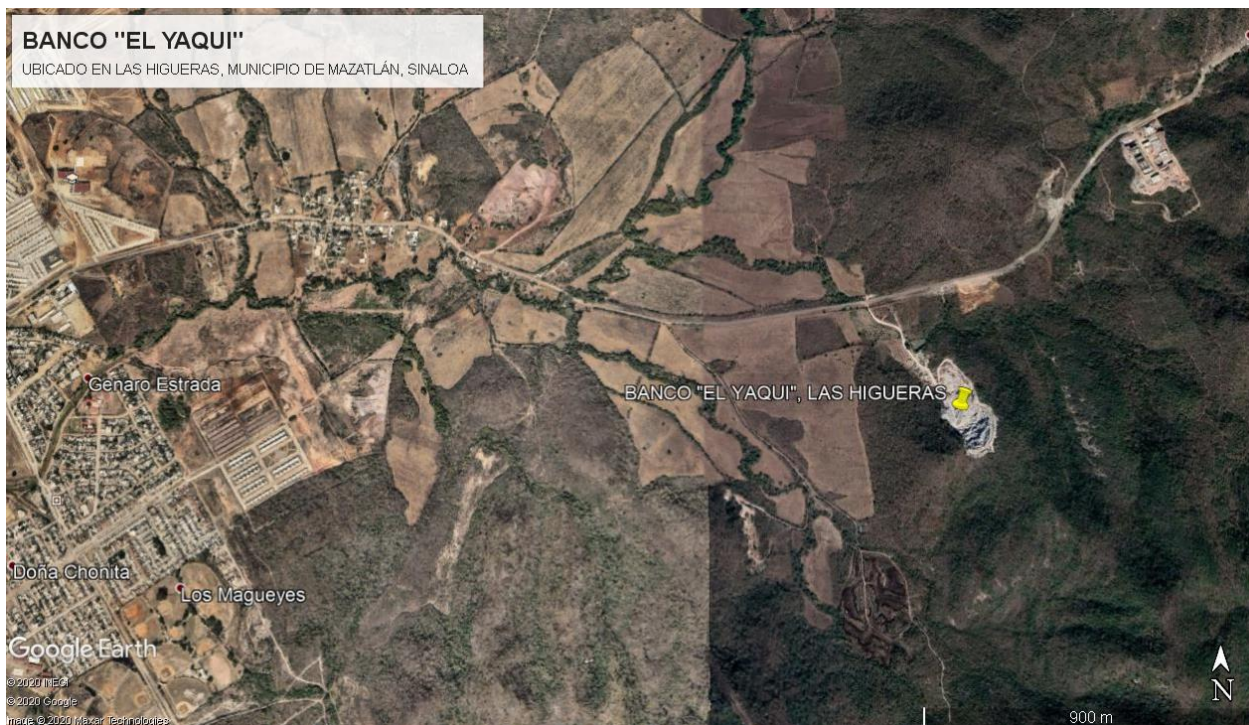 BANCO "EL YAQUI"
UBICADO EN LAS HIGUERAS, MUNICIPIO DE MAZATLÁN, SINALOA
Genaro Estrada
BANCO "EL YAQUI", LAS HIGUERAS
Doña Chonita
Los Magueyes
Google Earth
© 2020 INEGI
© 2020 Google
Image © 2020 Maxar Technologies
N
900 m